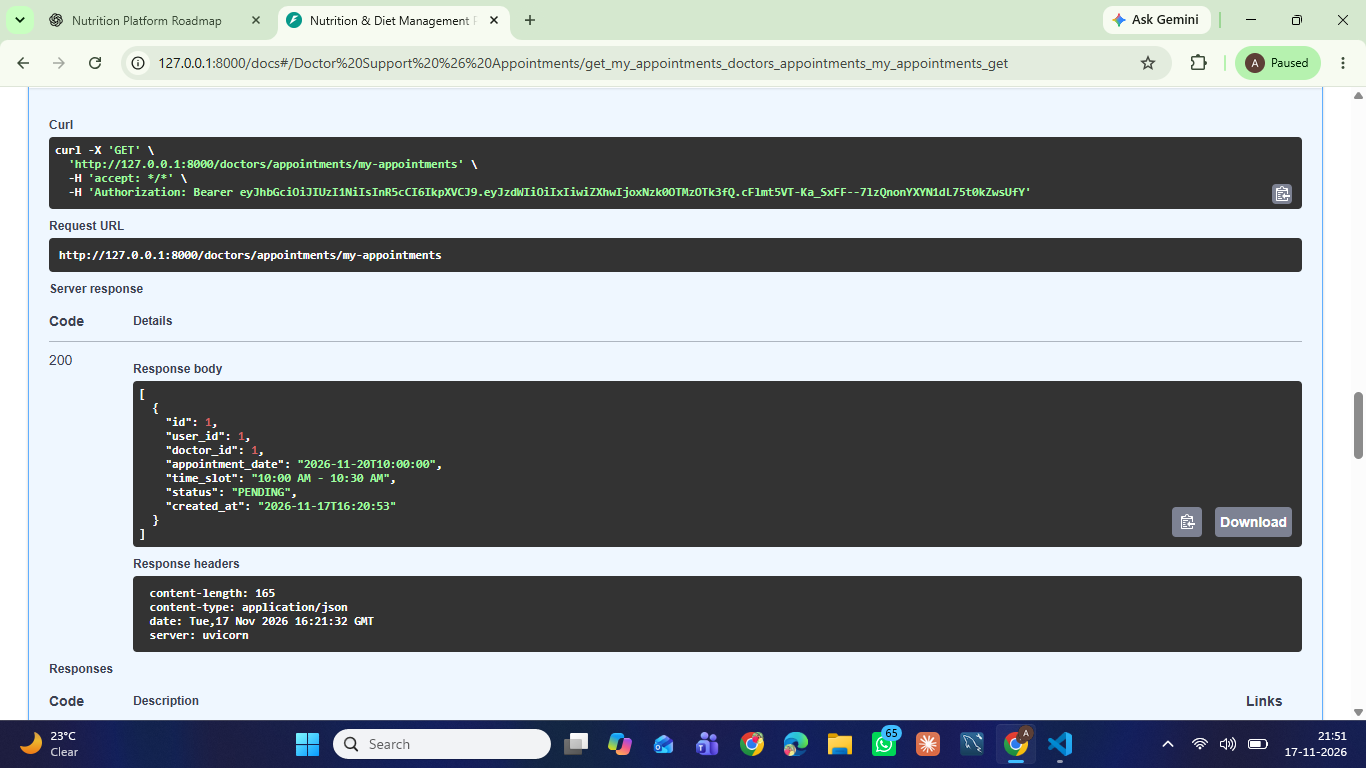 Nutrition Platform Roadmap
Nutrition & Diet Management
Ask Gemini
127.0.0.1:8000/docs#/Doctor%20Support%20%26%20Appointments/get_my_appointments_doctors_appointments_my_appointments_get
A
Paused
Curl
curl -X 'GET' \
'http://127.0.0.1:8000/doctors/appointments/my-appointments' \
-H 'accept: */*' \
-H 'Authorization: Bearer eyJhbGciOiJIUzI1NiIsInR5cCI6IkpXVCJ9.eyJzdWIiOiIxIiwiZXhwIjoxNzk0OTMzOTk3fQ.cFlmt5VT-Ka_SxFF--7lzQnonYXYN1dL75t0kZwsUfY'
Request URL
http://127.0.0.1:8000/doctors/appointments/my-appointments
Server response
Code Details
200
Response body
[
{
"id": 1,
"user_id": 1,
"doctor_id": 1,
"appointment_date": "2026-11-20T10:00:00",
"time_slot": "10:00 AM - 10:30 AM",
"status": "PENDING",
"created_at": "2026-11-17T16:20:53"
}
]
Download
Response headers
content-length: 165
content-type: application/json
date: Tue,17 Nov 2026 16:21:32 GMT
server: uvicorn
Responses
Code Description Links
23°C
Clear
Search
65
A
21:51
17-11-2026